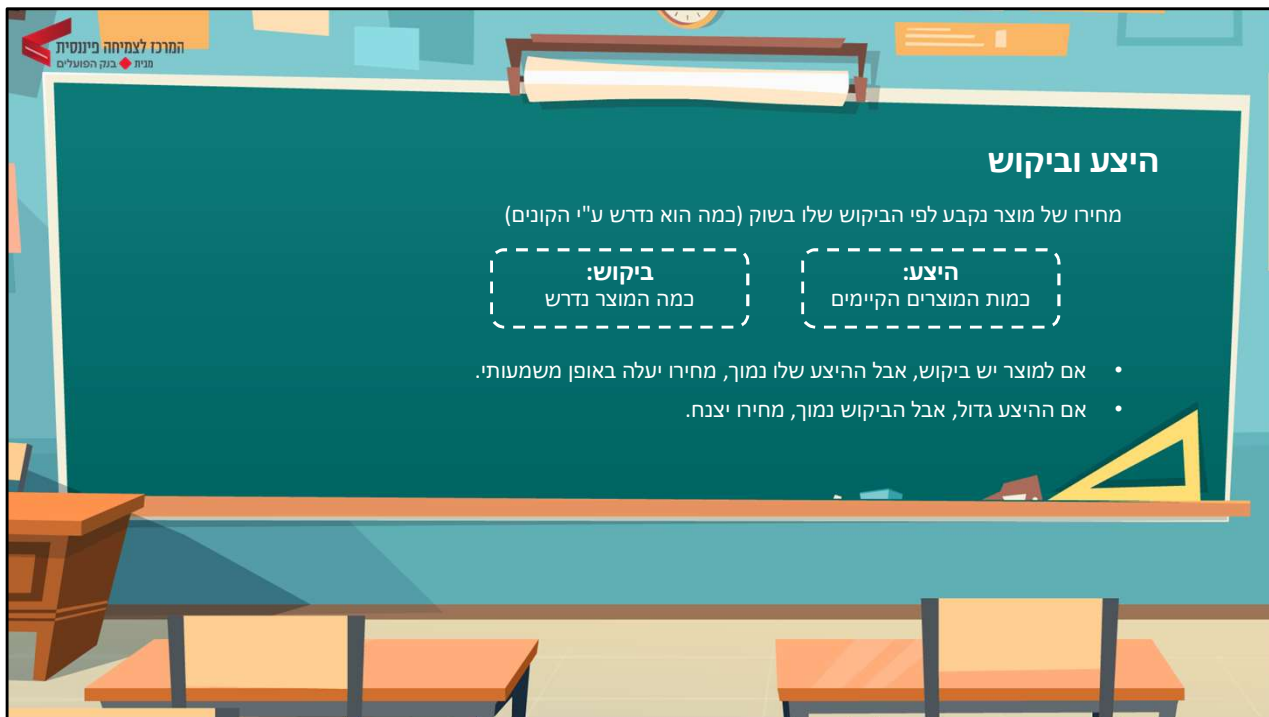 המרכז לצמיחה פיננסית
מבית בנק הפועלים
היצע וביקוש
מחירו של מוצר נקבע לפי הביקוש שלו בשוק (כמה הוא נדרש ע"י הקונים)
היצע:
כמות המוצרים הקיימים
ביקוש:
כמה המוצר נדרש
• אם למוצר יש ביקוש, אבל ההיצע שלו נמוך, מחירו יעלה באופן משמעותי.
• אם ההיצע גדול, אבל הביקוש נמוך, מחירו יצנח.